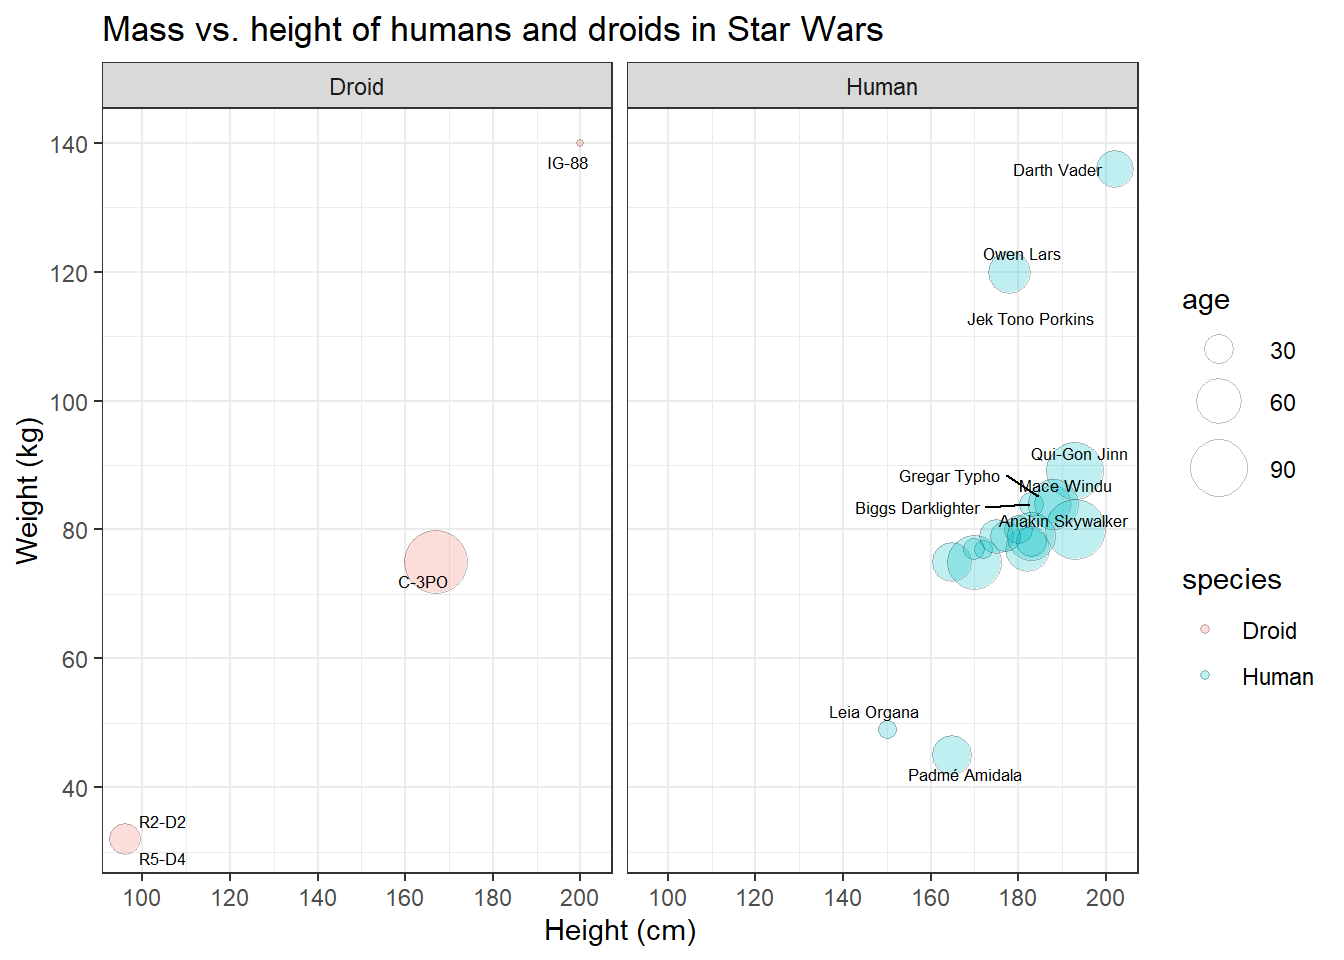 Mass vs. height of humans and droids in Star Wars
Droid
Human
140
120
100
80
60
40
Weight (kg)
IG-88
C-3PO
R2-D2
R5-D4
Darth Vader
Owen Lars
Jek Tono Porkins
Qui-Gon Jinn
Gregar Typho
Mace Windu
Biggs Darklighter
Anakin Skywalker
Leia Organa
Padmé Amidala
100 120 140 160 180 200
100 120 140 160 180 200
Height (cm)
age
30
60
90
species
Droid
Human